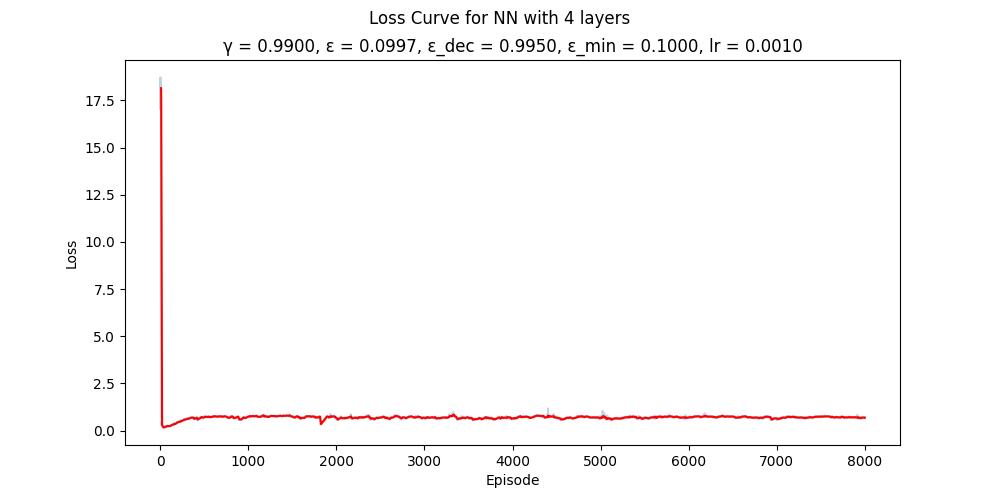 Loss Curve for NN with 4 layers
γ = 0.9900, ε = 0.0997, ε_dec = 0.9950, ε_min = 0.1000, lr = 0.0010
17.5
15.0
12.5
10.0
7.5
5.0
2.5
0.0
Loss
0 1000 2000 3000 4000 5000 6000 7000 8000
Episode